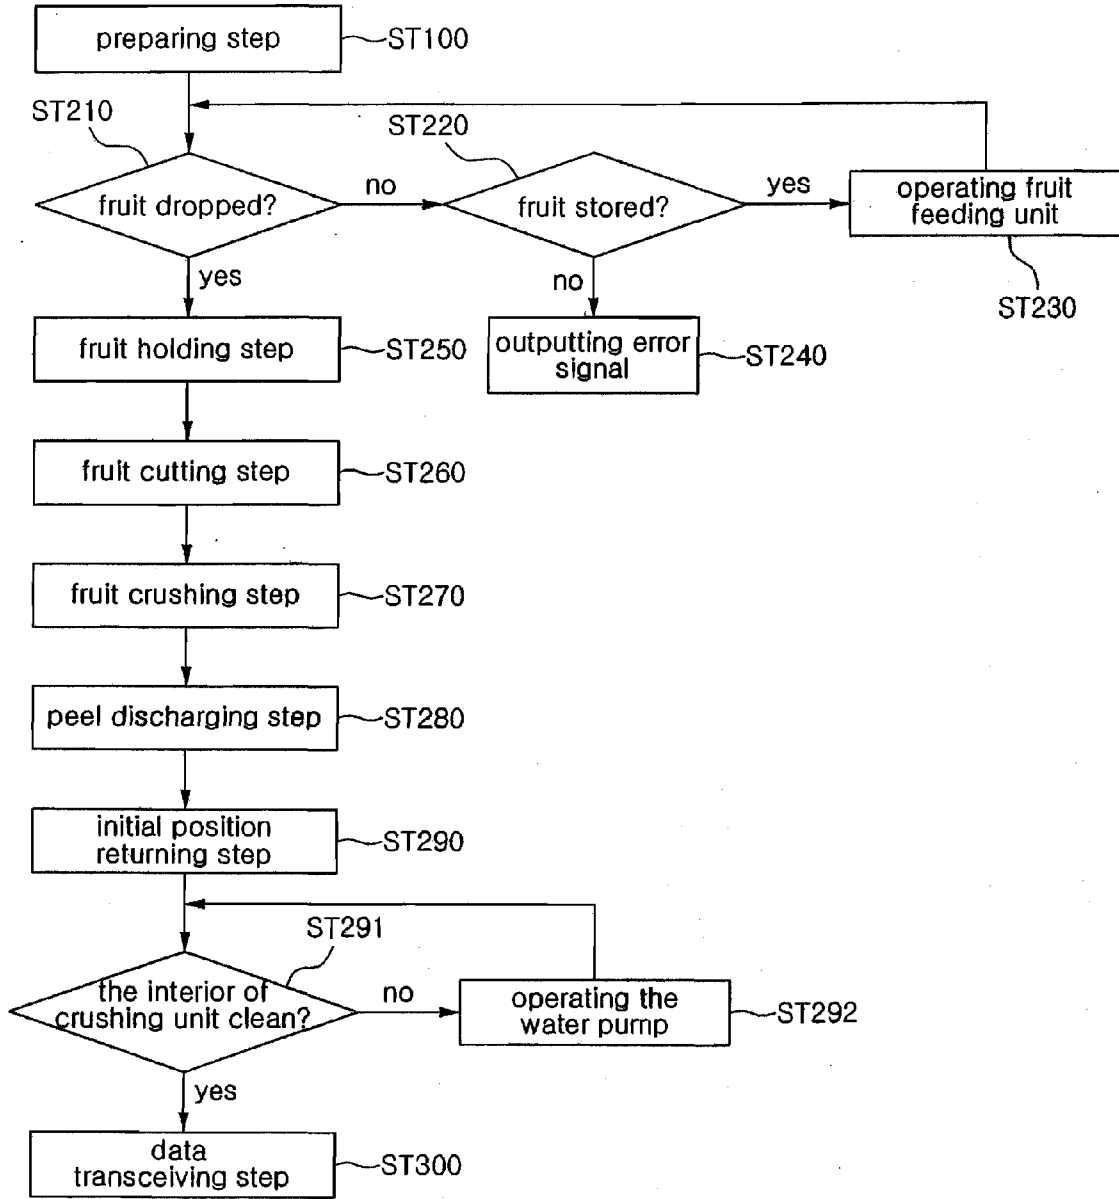 preparing step
ST100
ST210
ST220
fruit dropped?
no
fruit stored?
yes
operating fruit
feeding unit
ST230
yes
no
fruit holding step
ST250
outputting error
signal
ST240
fruit cutting step
ST260
fruit crushing step
ST270
peel discharging step
ST280
initial position
returning step
ST290
ST291
the interior of
crushing unit clean?
no
operating the
water pump
ST292
yes
data
transceiving step
ST300